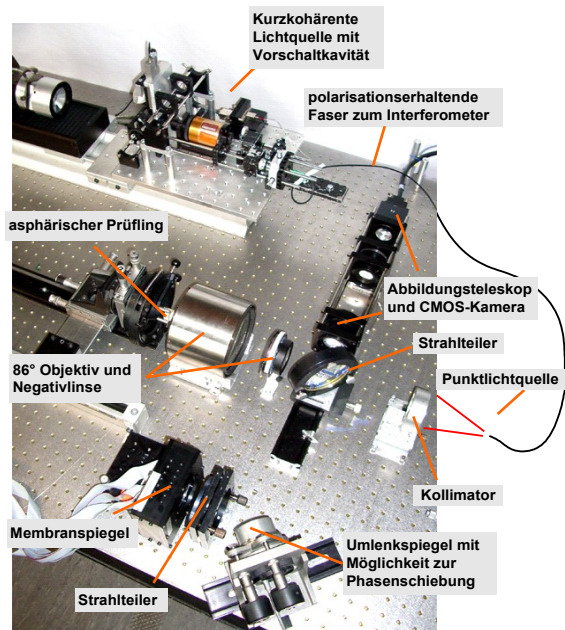 Kurzkohärente
Lichtquelle mit
Vorschaltkavität
polarisationserhaltende
Faser zum Interferometer
asphärischer Prüfling
Abbildungsteleskop
und CMOS-Kamera
Strahlteiler
86° Objektiv und
Negativlinse
Punktlichtquelle
Kollimator
Membranspiegel
Umlenkspiegel mit
Möglichkeit zur
Phasenschiebung
Strahlteiler